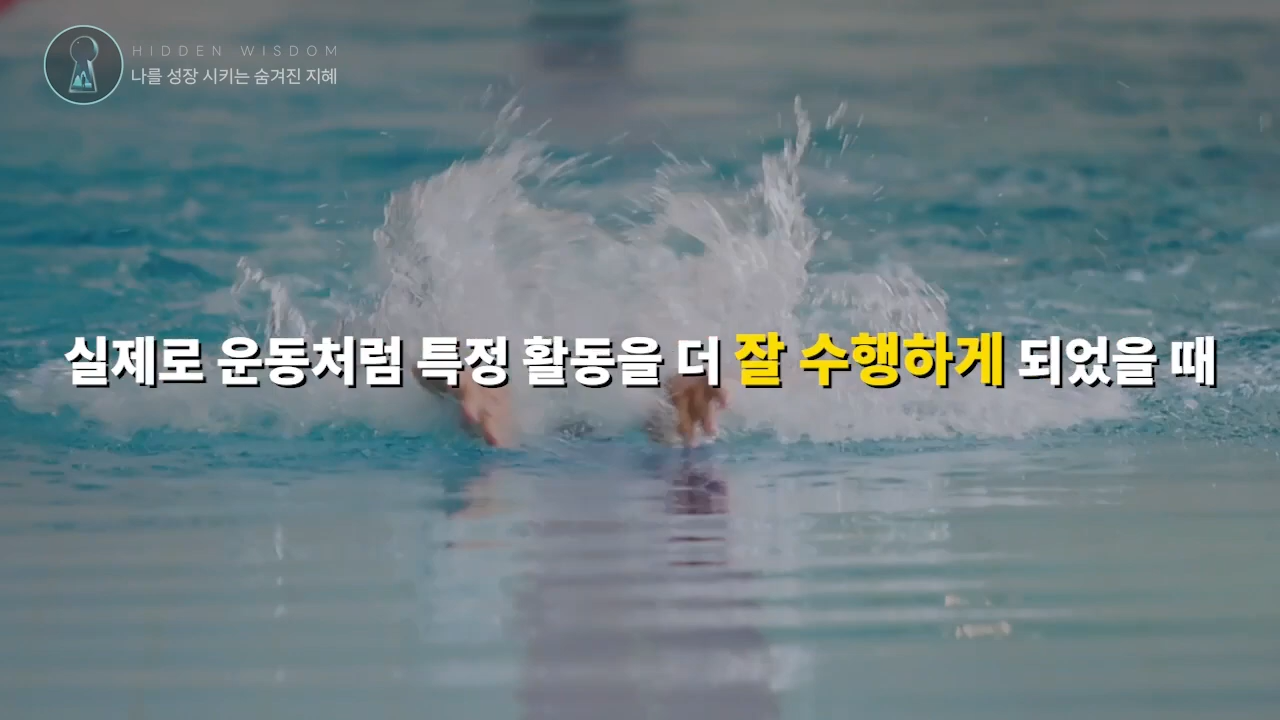 HIDDEN WISDOM
나를 성장 시키는 숨겨진 지혜
실제로 운동처럼 특정 활동을 더 잘 수행하게 되었을 때